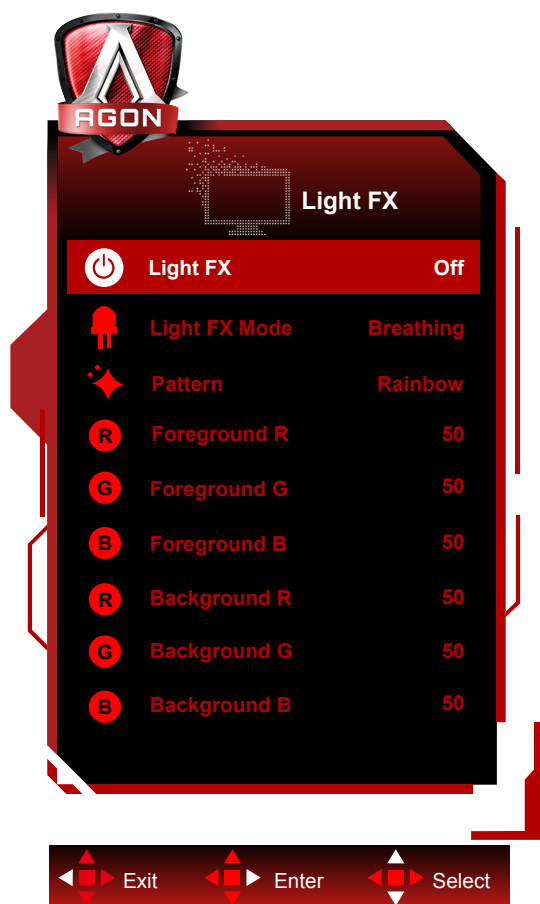 AGON
Light FX
Light FX Off
Light FX Mode Breathing
Pattern Rainbow
R Foreground R 50
G Foreground G 50
B Foreground B 50
R Background R 50
G Background G 50
B Background B 50
Exit Enter Select